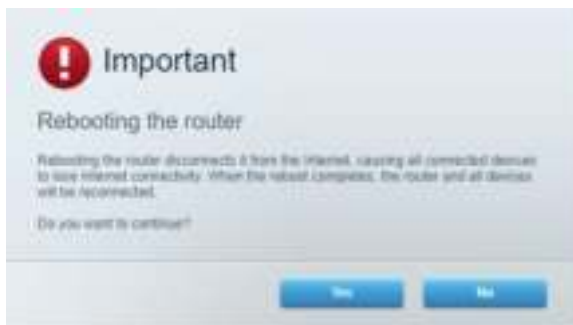 Important
Rebooting the router
Rebooting the router disconnects it from the Internet, causing all connected devices
to lose Internet connectivity. When the reboot completes, the router and all devices
will be reconnected.
Do you want to continue?
Yes
No